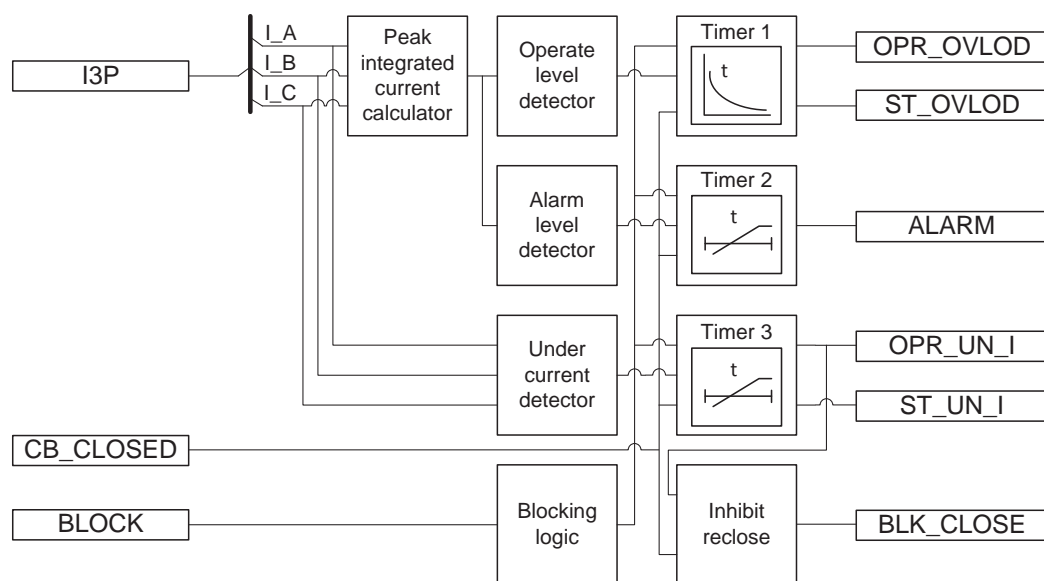 I3P
I_A
I_B
I_C
Peak
integrated
current
calculator
Operate
level
detector
Timer 1
t
OPR_OVLOD
ST_OVLOD
Alarm
level
detector
Timer 2
t
ALARM
Under
current
detector
Timer 3
t
OPR_UN_I
ST_UN_I
CB_CLOSED
BLOCK
Blocking
logic
Inhibit
reclose
BLK_CLOSE